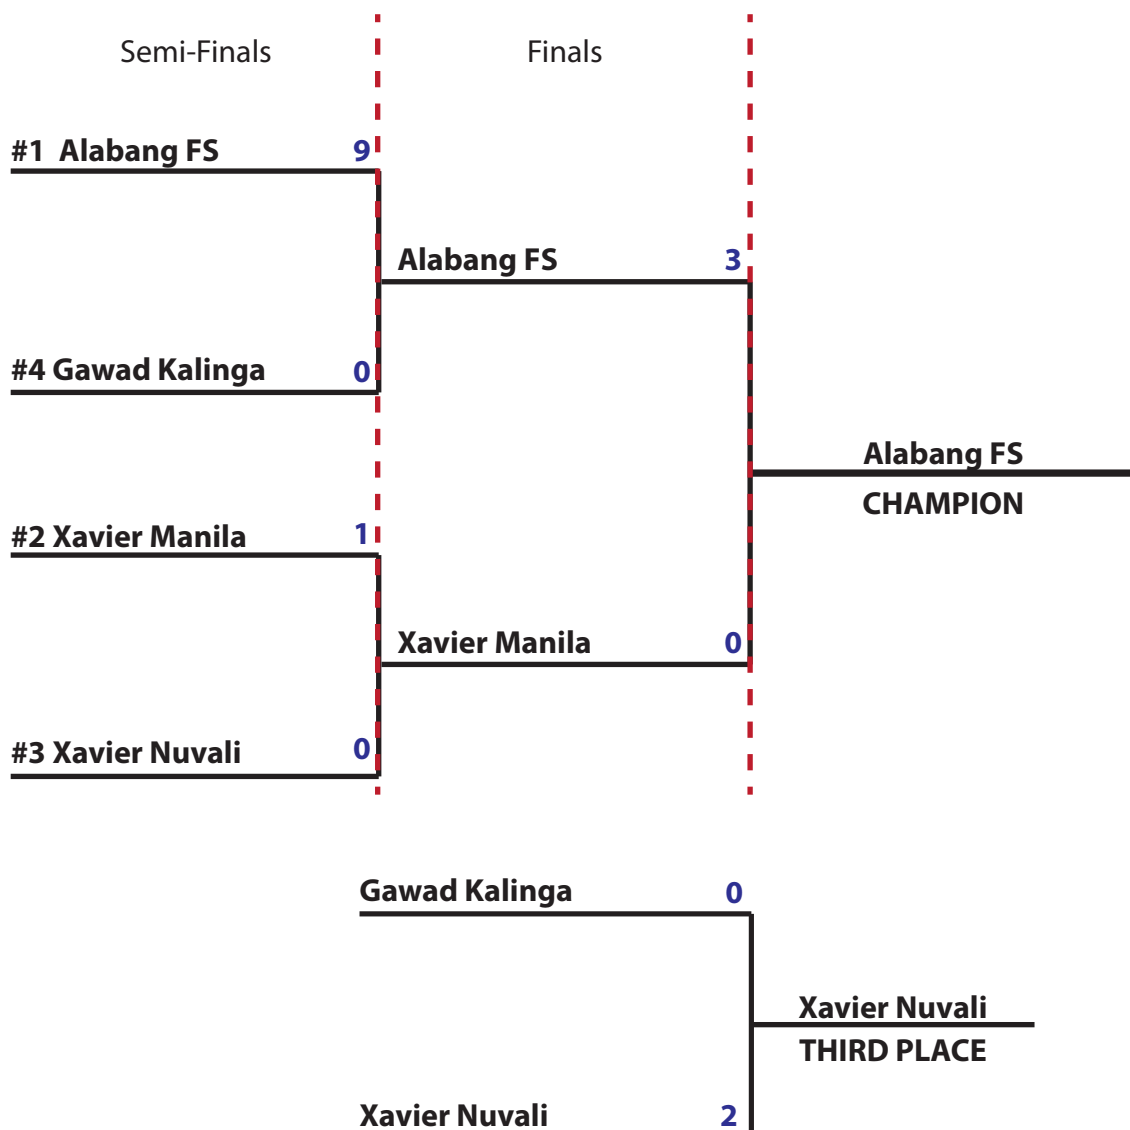 Semi-Finals Finals
#1 Alabang FS 9
Alabang FS 3
#4 Gawad Kalinga 0
Alabang FS
CHAMPION
#2 Xavier Manila 1
Xavier Manila 0
#3 Xavier Nuvali 0
Gawad Kalinga 0
Xavier Nuvali
THIRD PLACE
Xavier Nuvali 2